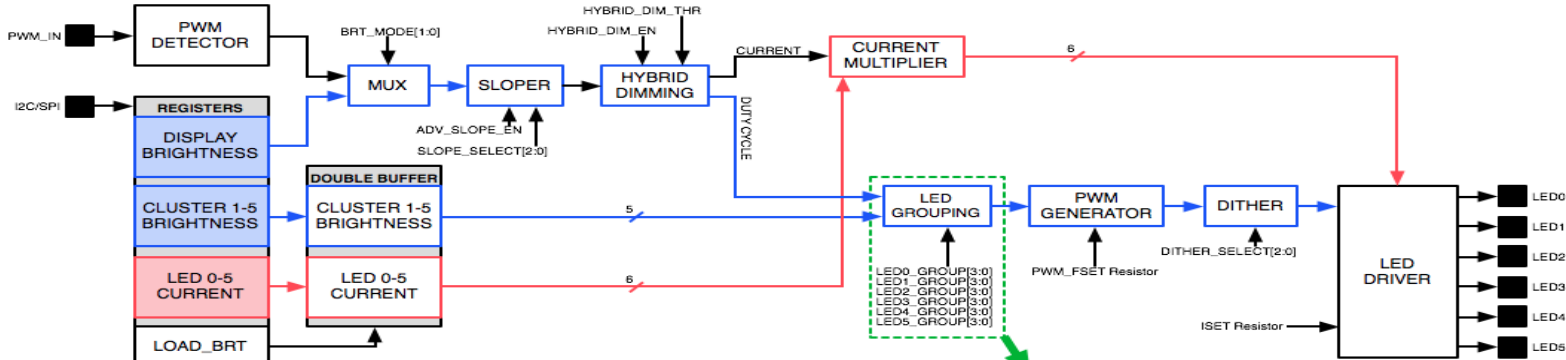 HYBRID_DIM_THR
PWM_IN
PWM
DETECTOR
BRT_MODE[1:0]
HYBRID_DIM_EN
CURRENT
CURRENT
MULTIPLIER
6
MUX
SLOPER
HYBRID
DIMMING
I2C/SPI
REGISTERS
DISPLAY
BRIGHTNESS
ADV_SLOPE_EN
SLOPE_SELECT[2:0]
DUTY CYCLE
DOUBLE BUFFER
CLUSTER 1-5
BRIGHTNESS
CLUSTER 1-5
BRIGHTNESS
5
LED
GROUPING
PWM
GENERATOR
DITHER
LED 0-5
CURRENT
LED 0-5
CURRENT
6
LED0_GROUP[3:0]
LED1_GROUP[3:0]
LED2_GROUP[3:0]
LED3_GROUP[3:0]
LED4_GROUP[3:0]
LED5_GROUP[3:0]
PWM_FSET Resistor
DITHER_SELECT[2:0]
LOAD_BRT
LED
DRIVER
ISET Resistor
LED0
LED1
LED2
LED3
LED4
LED5